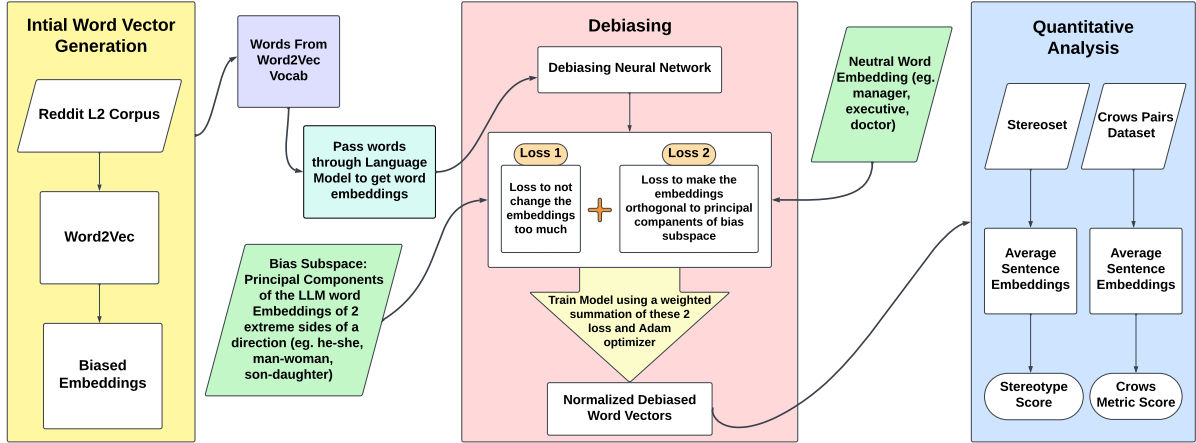 Intial Word Vector
Generation
Reddit L2 Corpus
Word2Vec
Biased
Embeddings
Words From
Word2Vec
Vocab
Pass words
through Language
Model to get word
embeddings
Bias Subspace:
Principal Components
of the LLM word
Embeddings of 2
extreme sides of a
direction (eg. he-she,
man-woman,
son-daughter)
Debiasing
Debiasing Neural Network
Loss 1
Loss to not
change the
embeddings
too much
Loss 2
Loss to make the
embeddings
orthogonal to principal
companents of bias
subspace
Train Model using a weighted
summation of these 2
loss and Adam
optimizer
Normalized Debiased
Word Vectors
Neutral Word
Embedding (eg.
manager,
executive,
doctor)
Quantitative
Analysis
Stereoset
Average
Sentence
Embeddings
Stereotype
Score
Crows Pairs
Dataset
Average
Sentence
Embeddings
Crows
Metric Score